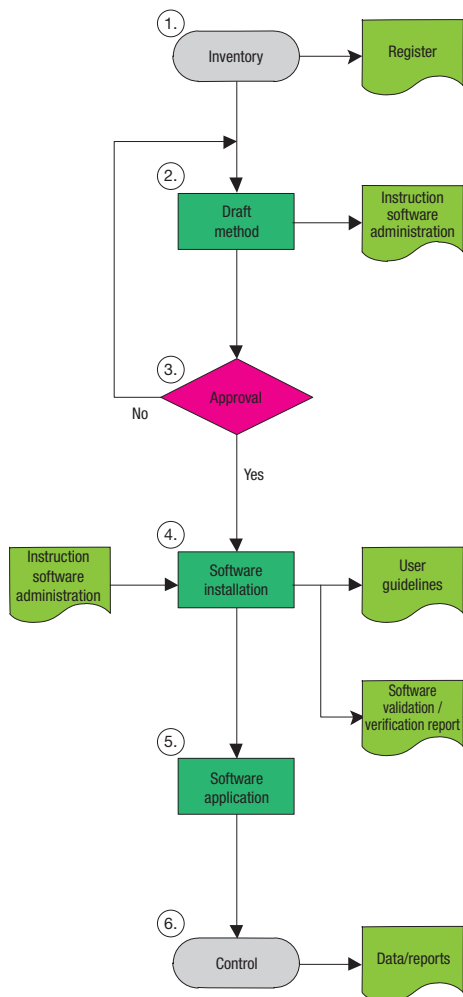 1.
Inventory
Register
2.
Draft
method
Instruction
software
administration
3.
Approval
No
Yes
4.
Instruction
software
administration
Software
installation
User
guidelines
Software
validation /
verification report
5.
Software
application
6.
Control
Data/reports